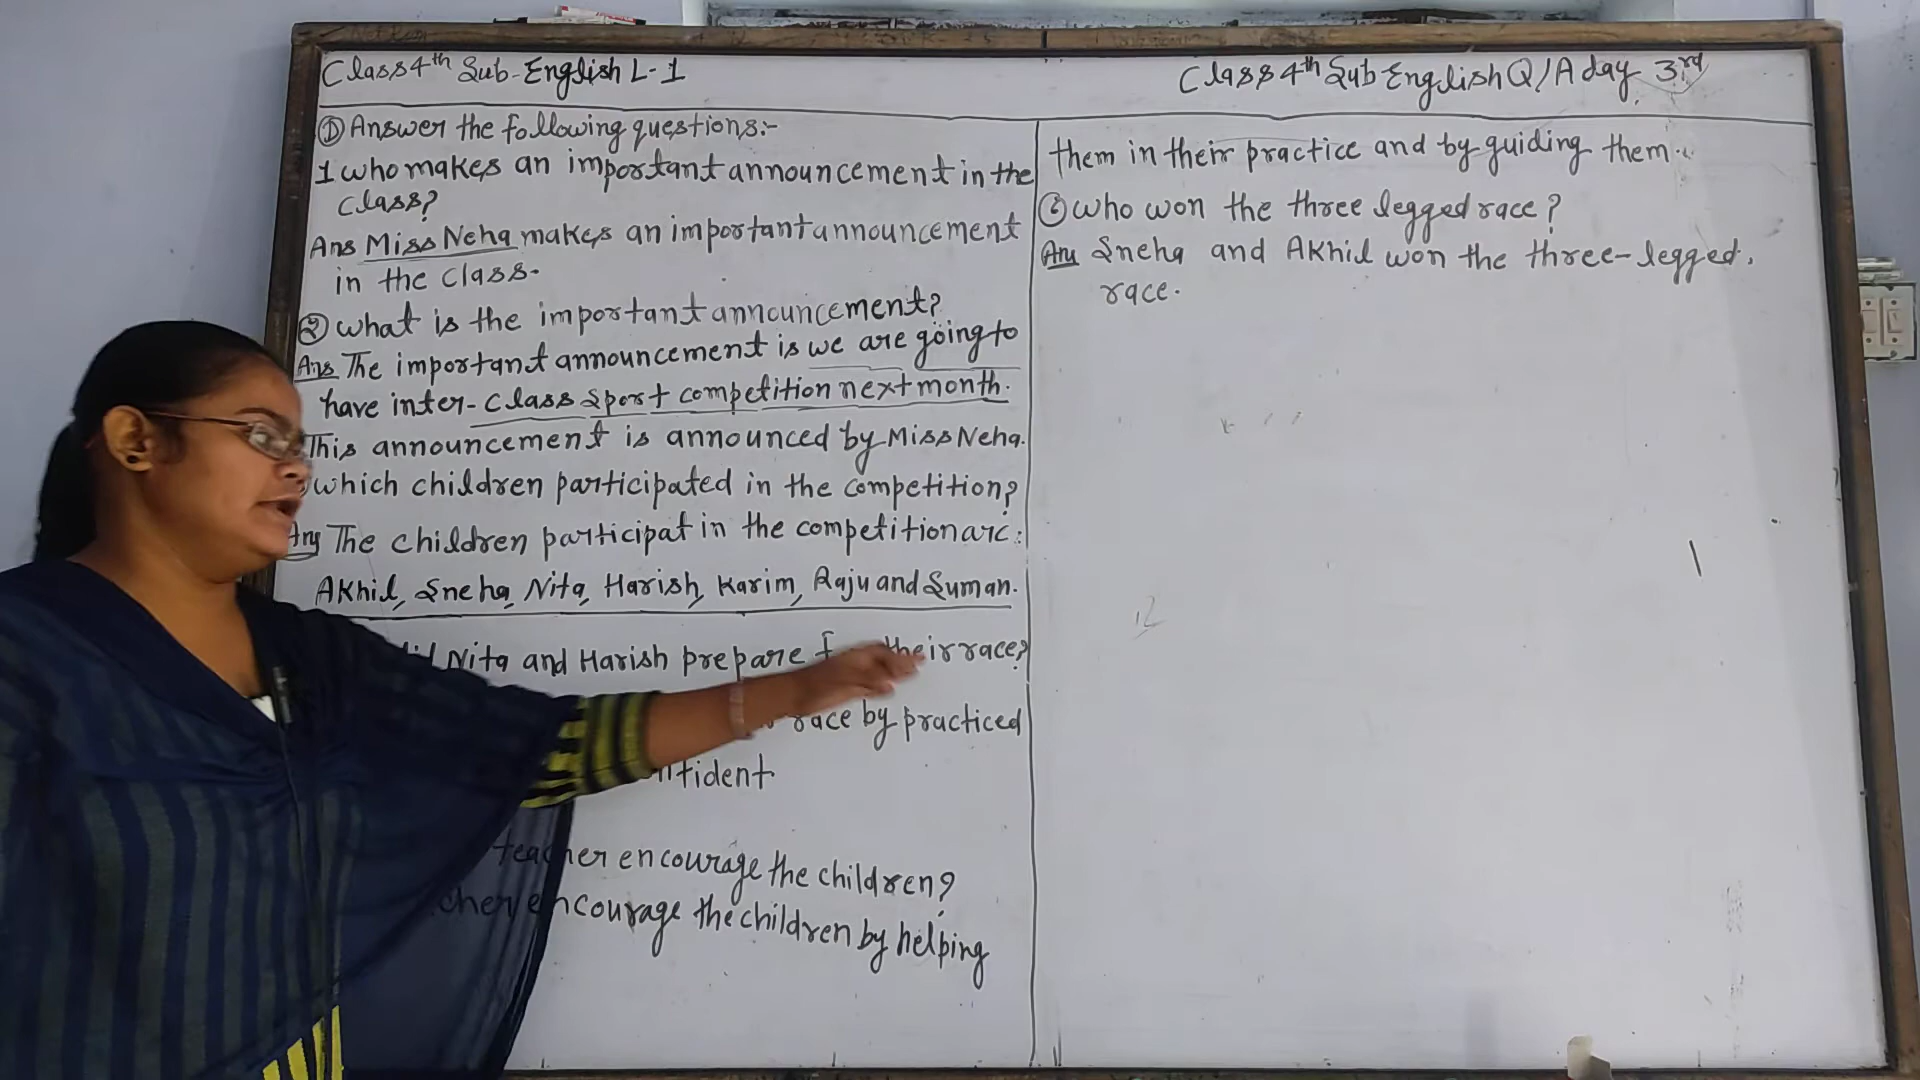 Class 4th Sub-English L-1
① Answer the following questions:-
1 who makes an important announcement in the
class?
Ans Miss Neha makes an important announcement
in the class.
② what is the important announcement?
Ans The important announcement is we are going to
have inter-class sport competition next month.
This announcement is announced by Miss Neha.
which children participated in the competition?
Ans The children participat in the competition are:
Akhil, Sneha, Nita, Harish, Karim, Raju and Suman.
Nita and Harish prepare their race?
race by practiced
teacher encourage the children?
encourage the children by helping
Class 4th Sub English Q/A day 3rd
them in their practice and by guiding them.
⑥ who won the three legged race?
Ans Sneha and Akhil won the three-legged.
race.